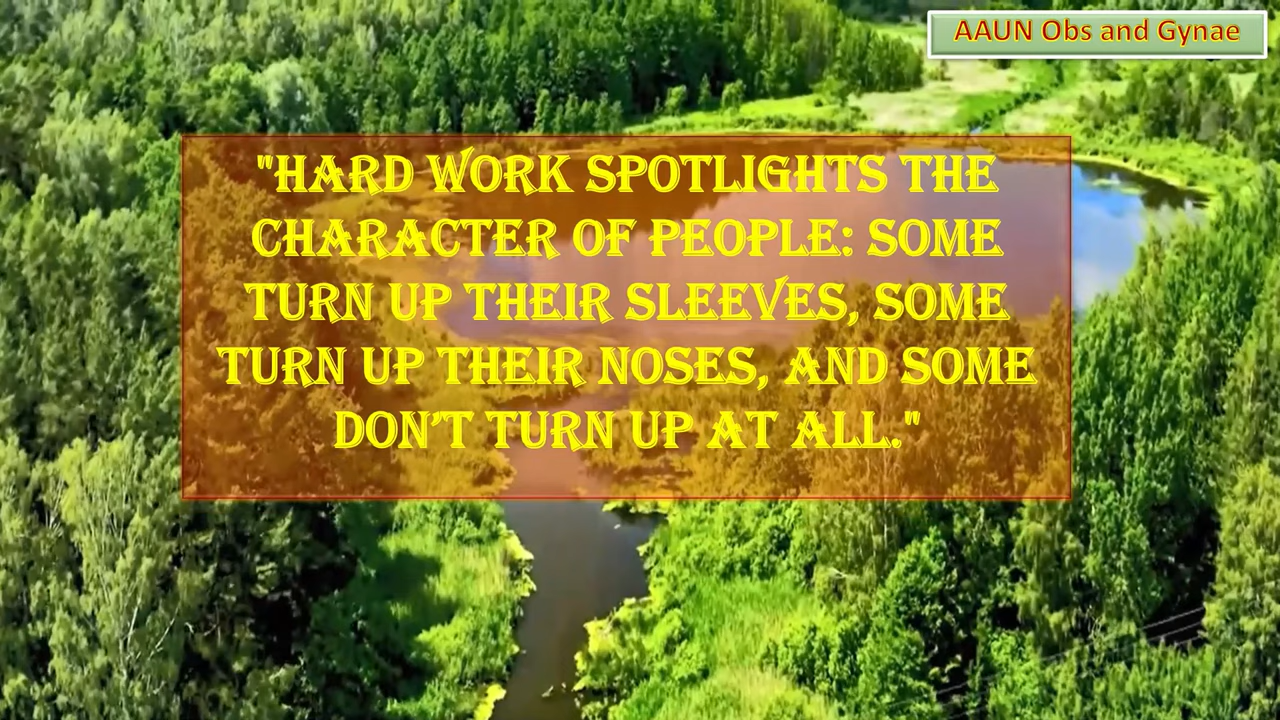 AAUN Obs and Gynae
"HARD WORK SPOTLIGHTS THE
CHARACTER OF PEOPLE: SOME
TURN UP THEIR SLEEVES, SOME
TURN UP THEIR NOSES, AND SOME
DON'T TURN UP AT ALL."